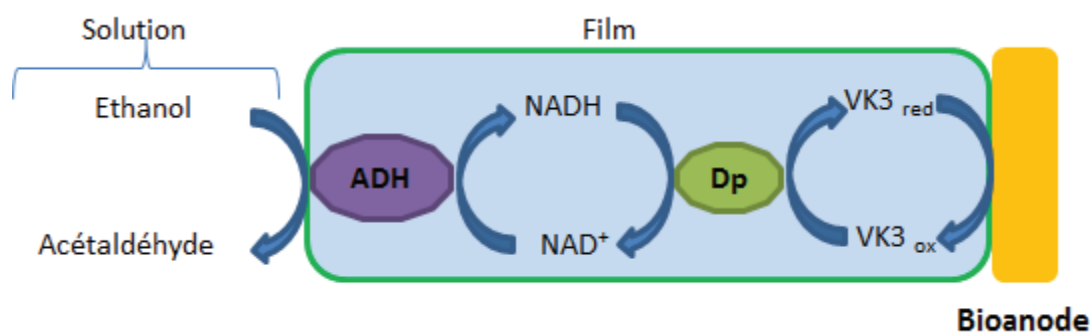 Solution
Film
Ethanol
NADH
VK3 red
ADH
Dp
Acétaldéhyde
NAD⁺
VK3 ox
Bioanode